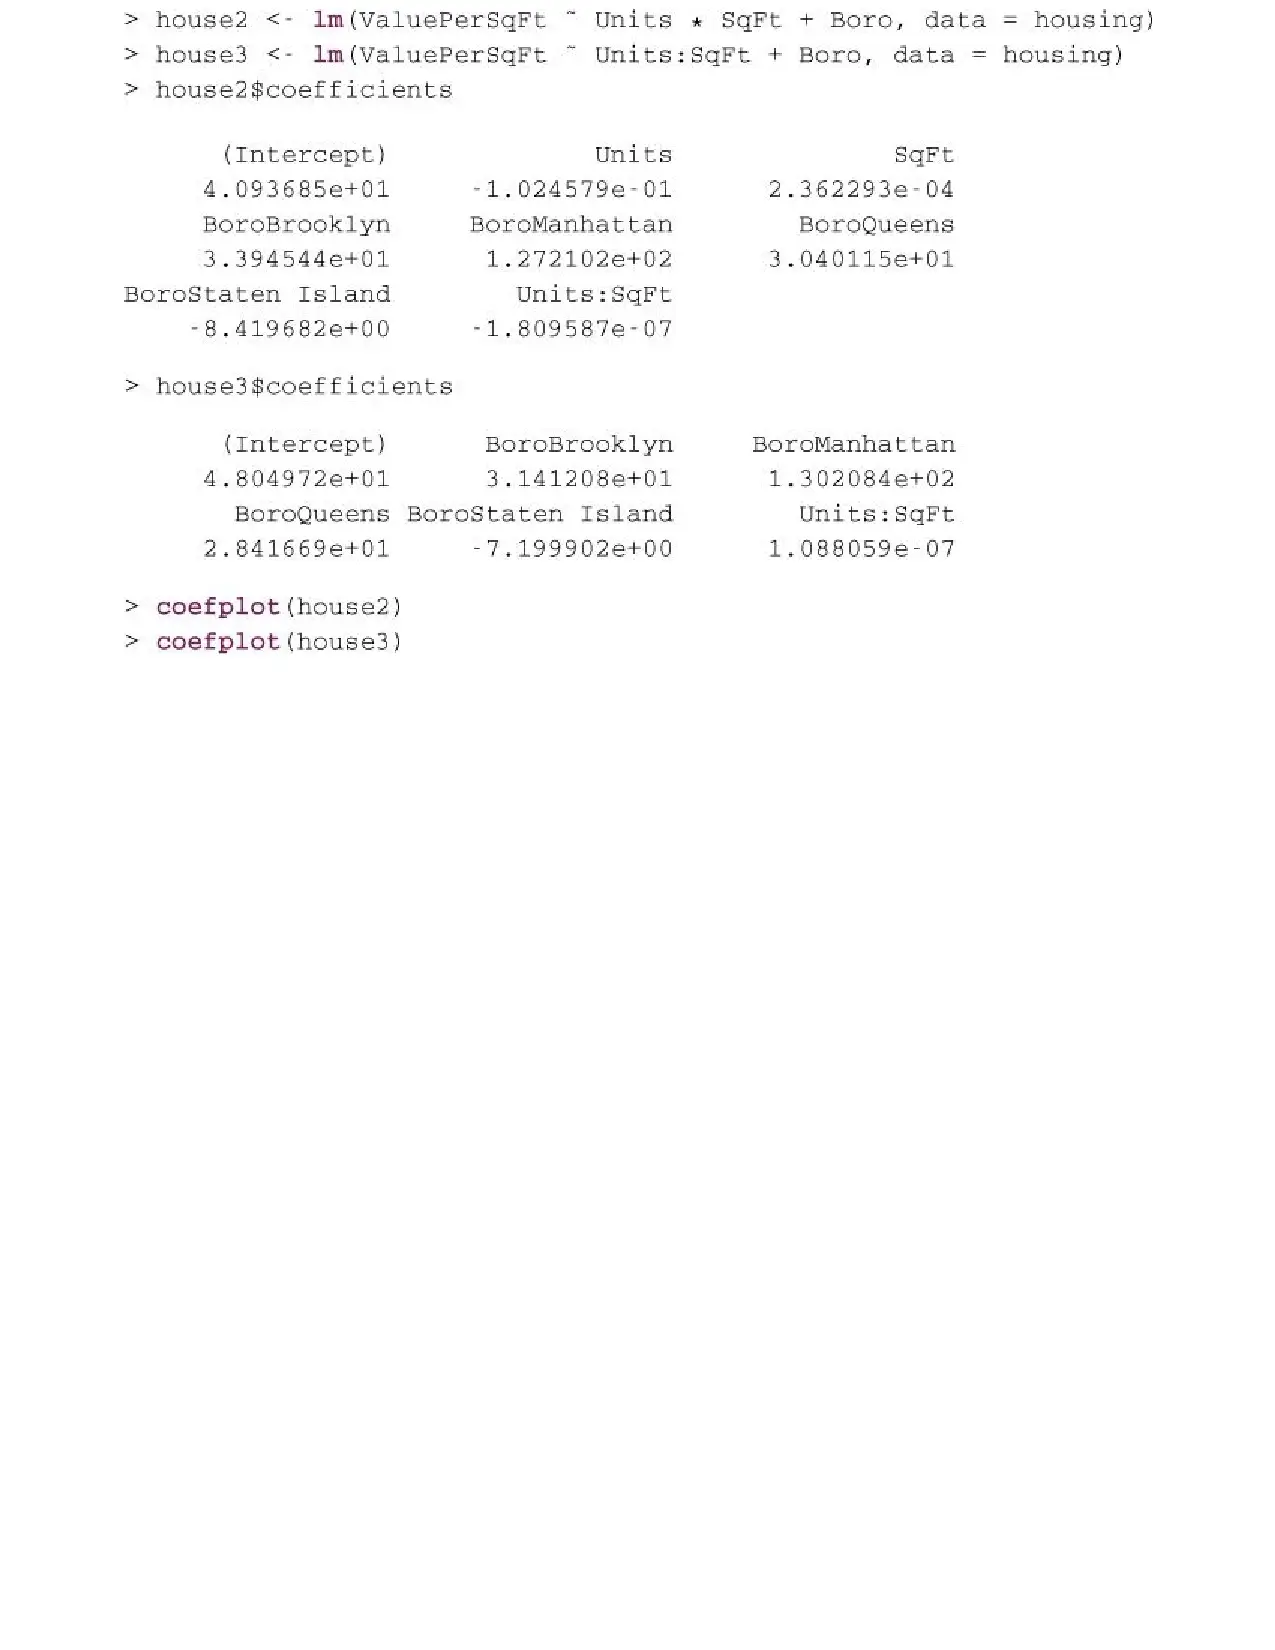 > house2 <- lm(ValuePerSqFt ~ Units * SqFt + Boro, data = housing)
> house3 <- lm(ValuePerSqFt ~ Units:SqFt + Boro, data = housing)
> house2$coefficients
(Intercept) Units SqFt
4.093685e+01 -1.024579e-01 2.362293e-04
BoroBrooklyn BoroManhattan BoroQueens
3.394544e+01 1.272102e+02 3.040115e+01
BoroStaten Island Units:SqFt
-8.419682e+00 -1.809587e-07
> house3$coefficients
(Intercept) BoroBrooklyn BoroManhattan
4.804972e+01 3.141208e+01 1.302084e+02
BoroQueens BoroStaten Island Units:SqFt
2.841669e+01 -7.199902e+00 1.088059e-07
> coefplot(house2)
> coefplot(house3)